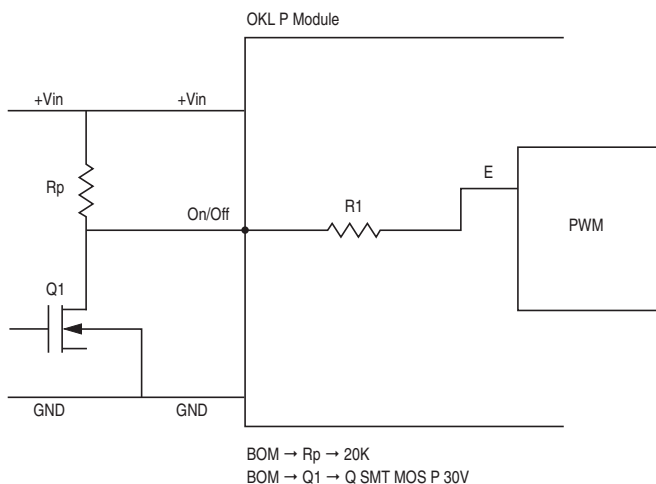 OKL P Module
+Vin
+Vin
Rp
On/Off
R1
E
PWM
Q1
GND
GND
BOM → Rp → 20K
BOM → Q1 → Q SMT MOS P 30V